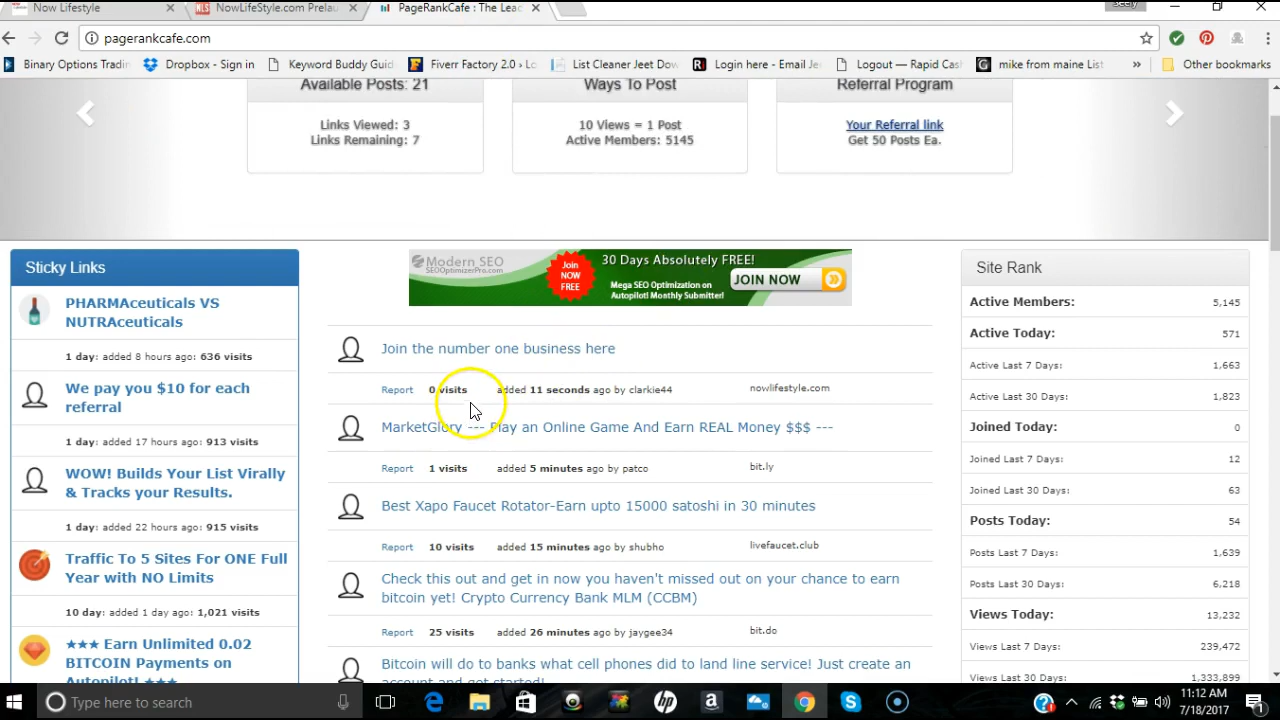 Now Lifestyle
NowLifeStyle.com Prelau
PageRankCafe : The Lea
Seely
pagerankcafe.com
Binary Options Tradin
Dropbox - Sign in
Keyword Buddy Guid
Fiverr Factory 2.0 › Lo
List Cleaner Jeet Dow
Login here - Email Je
Logout — Rapid Cas
mike from maine List
»
Other bookmarks
Available Posts: 21
Links Viewed: 3
Links Remaining: 7
Ways To Post
10 Views = 1 Post
Active Members: 5145
Referral Program
Your Referral link
Get 50 Posts Ea.
Sticky Links
PHARMAceuticals VS
NUTRAceuticals
1 day: added 8 hours ago: 636 visits
We pay you $10 for each
referral
1 day: added 17 hours ago: 913 visits
WOW! Builds Your List Virally
& Tracks your Results.
1 day: added 22 hours ago: 915 visits
Traffic To 5 Sites For ONE Full
Year with NO Limits
10 day: added 1 day ago: 1,021 visits
★★★ Earn Unlimited 0.02
BITCOIN Payments on
Autopilot! ★★★
Modern SEO
SEOOptimizerPro.com
Join
NOW
FREE
30 Days Absolutely FREE!
Mega SEO Optimization on
Autopilot! Monthly Submitter!
JOIN NOW
Join the number one business here
Report 0 visits added 11 seconds ago by clarkie44 nowlifestyle.com
MarketGlory --- Play an Online Game And Earn REAL Money $$$ ---
Report 1 visits added 5 minutes ago by patco bit.ly
Best Xapo Faucet Rotator-Earn upto 15000 satoshi in 30 minutes
Report 10 visits added 15 minutes ago by shubho livefaucet.club
Check this out and get in now you haven't missed out on your chance to earn
bitcoin yet! Crypto Currency Bank MLM (CCBM)
Report 25 visits added 26 minutes ago by jaygee34 bit.do
Bitcoin will do to banks what cell phones did to land line service! Just create an
account and get started!
Site Rank
Active Members: 5,145
Active Today: 571
Active Last 7 Days: 1,663
Active Last 30 Days: 1,823
Joined Today: 0
Joined Last 7 Days: 12
Joined Last 30 Days: 63
Posts Today: 54
Posts Last 7 Days: 1,639
Posts Last 30 Days: 6,218
Views Today: 13,232
Views Last 7 Days: 239,472
Views Last 30 Days: 1,333,899
Type here to search
11:12 AM
7/18/2017